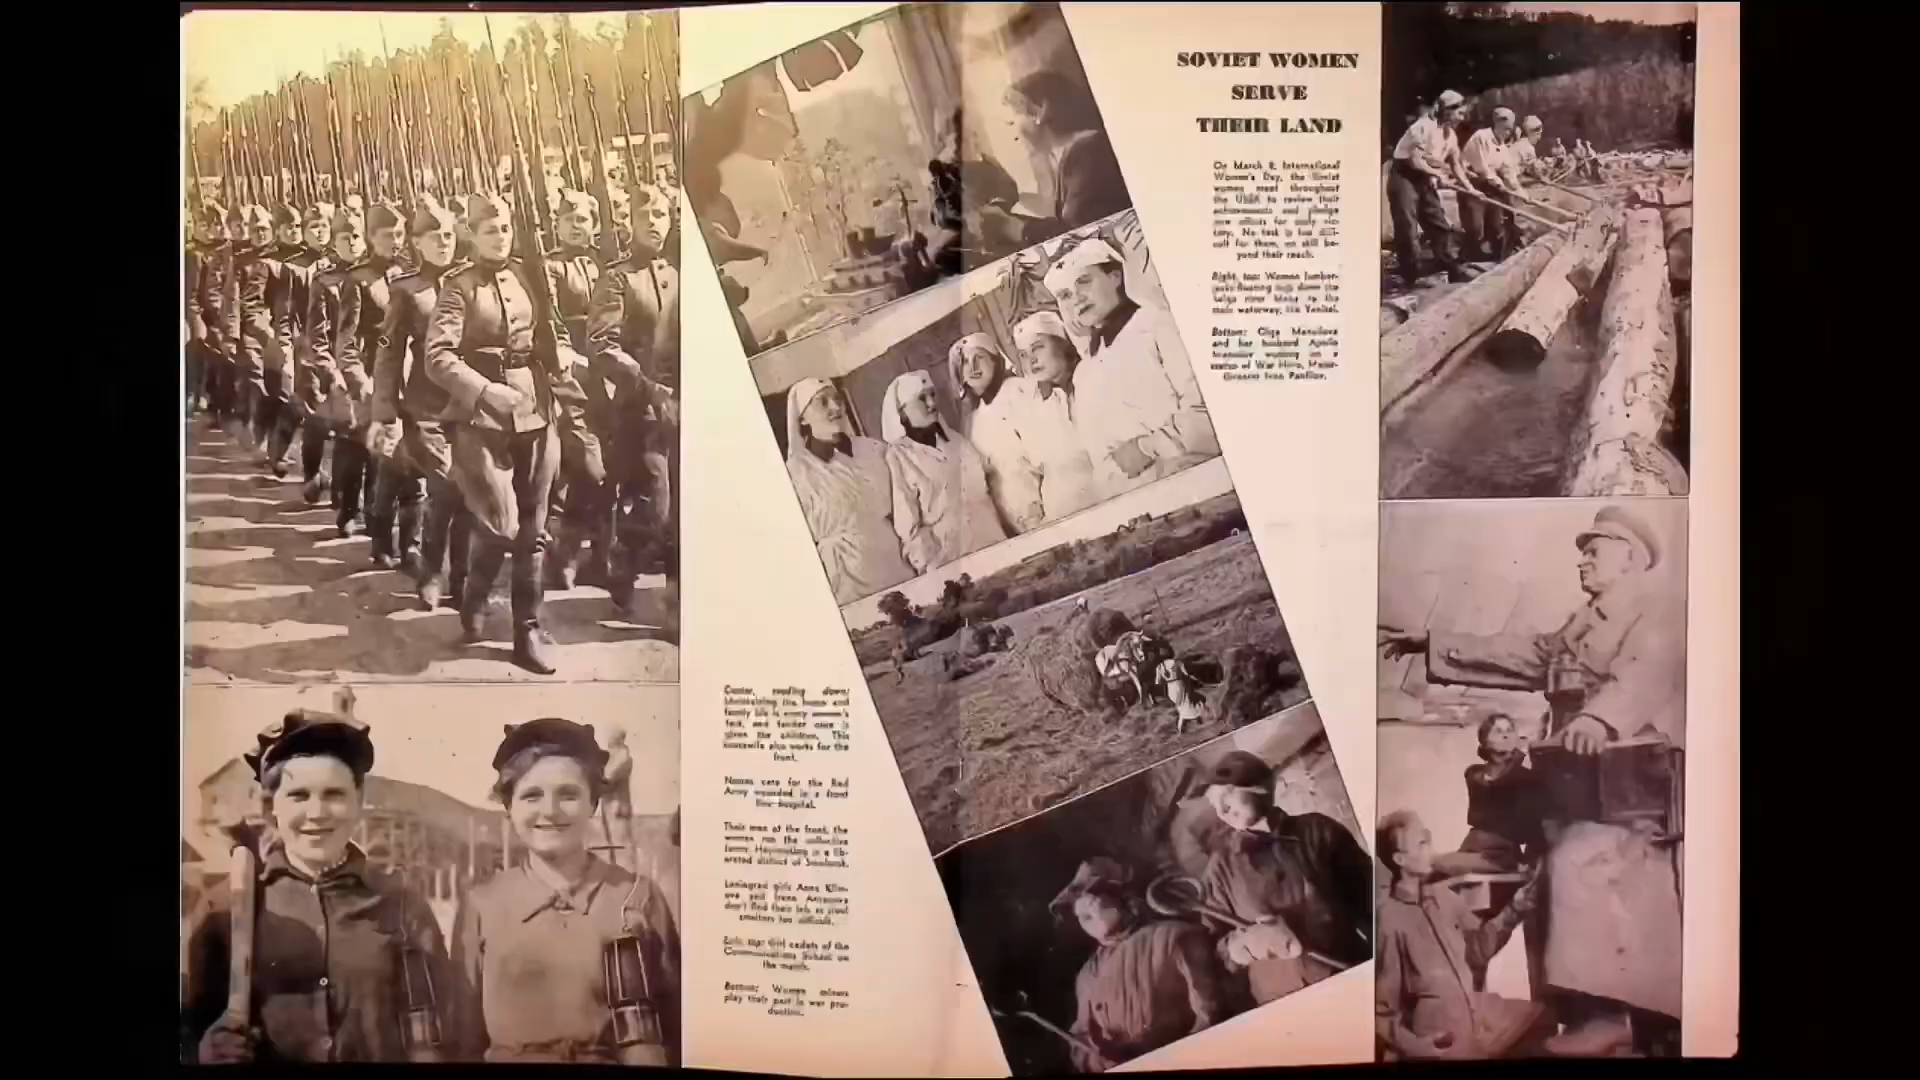 SOVIET WOMEN
SERVE
THEIR LAND
On March 8, International
Women's Day, the Soviet
women meet throughout
the USSR to review their
achievements and pledge
new efforts for early vic-
tory. No task is too diffi-
cult for them, no skill be-
yond their reach.
Right, top: Women lumber-
jacks floating logs down the
river to the
main waterway, the Yenisei.
Bottom: Olga Manuilova
and her husband Apollo
Manuilov working on a
statue of War Hero, Major-
General Ivan Panfilov.
Center, reading down:
Maintaining the home and
family life is every women's
task, and tender care is
given the children. This
housewife also works for the
front.
Nurses care for the Red
Army wounded in a front
line hospital.
Their men at the front, the
women run the collective
farms. Haymaking in a lib-
erated district of Smolensk.
Leningrad girls Anna
and Irena
don't find their job as steel
smelters too difficult.
Left, top: Girl cadets of the
Communications School on
the march.
Bottom: Women miners
play their part in war pro-
duction.